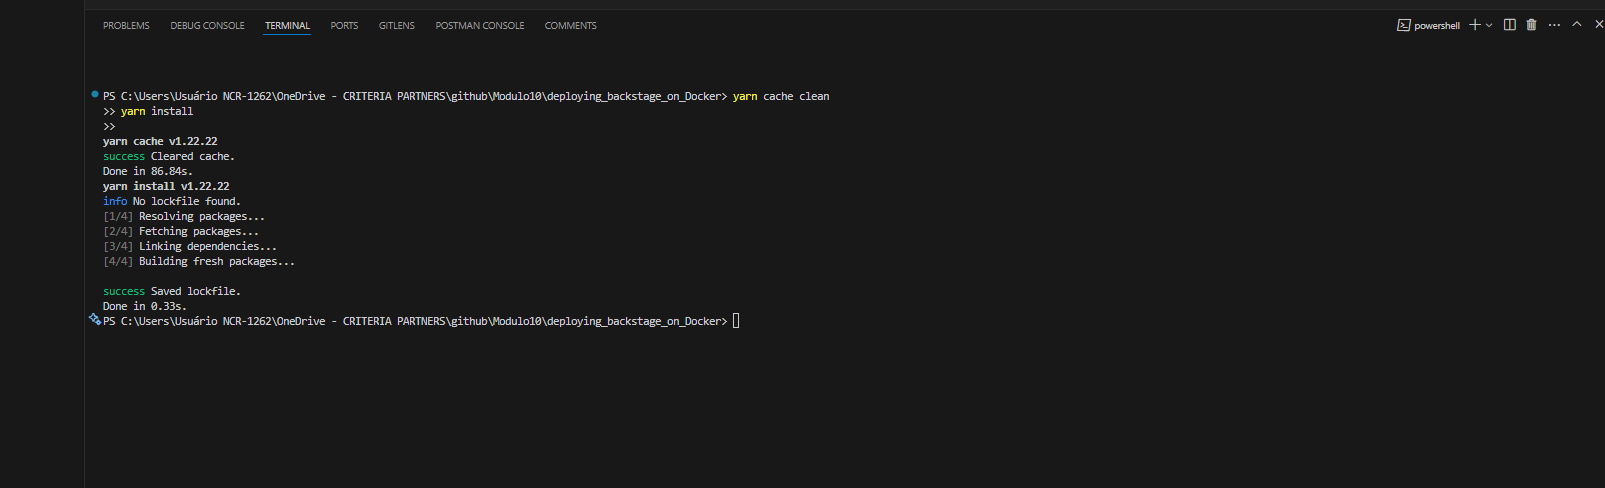 PROBLEMS DEBUG CONSOLE TERMINAL PORTS GITLENS POSTMAN CONSOLE COMMENTS powershell
PS C:\Users\Usuário NCR-1262\OneDrive - CRITERIA PARTNERS\github\Modulo10\deploying_backstage_on_Docker> yarn cache clean
>> yarn install
>>
yarn cache v1.22.22
success Cleared cache.
Done in 86.84s.
yarn install v1.22.22
info No lockfile found.
[1/4] Resolving packages...
[2/4] Fetching packages...
[3/4] Linking dependencies...
[4/4] Building fresh packages...
success Saved lockfile.
Done in 0.33s.
PS C:\Users\Usuário NCR-1262\OneDrive - CRITERIA PARTNERS\github\Modulo10\deploying_backstage_on_Docker>